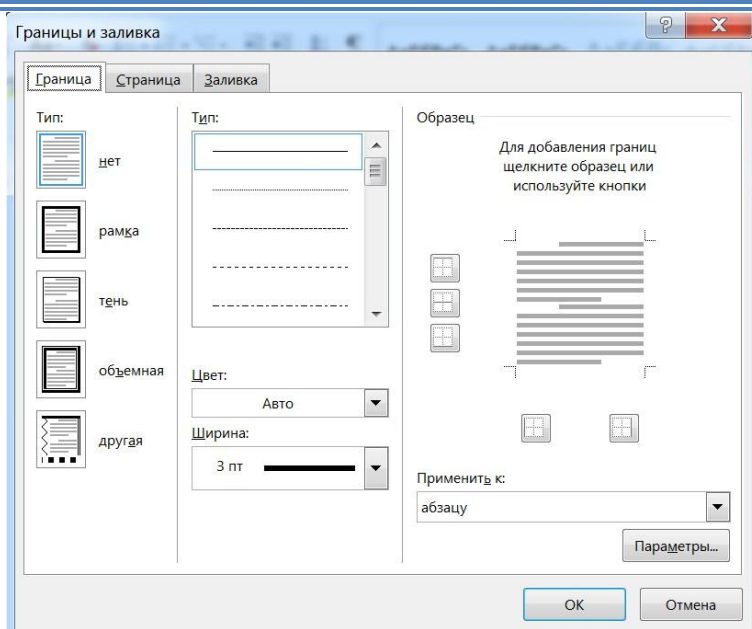 Границы и заливка
?
X
Граница Страница Заливка
Тип:
нет
рамка
тень
объемная
другая
Тип:
Цвет:
Авто
Ширина:
3 пт
Образец
Для добавления границ
щелкните образец или
используйте кнопки
Применить к:
абзацу
Параметры...
ОК Отмена